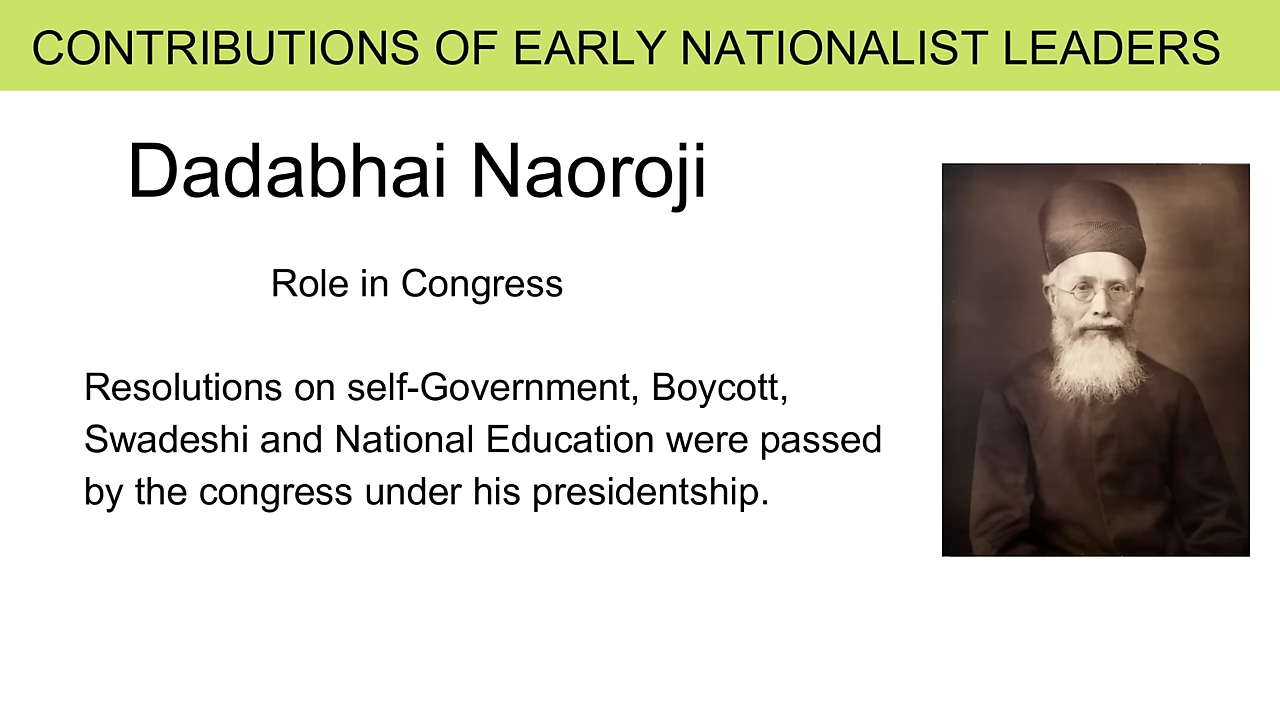 CONTRIBUTIONS OF EARLY NATIONALIST LEADERS
Dadabhai Naoroji
Role in Congress
Resolutions on self-Government, Boycott,
Swadeshi and National Education were passed
by the congress under his presidentship.